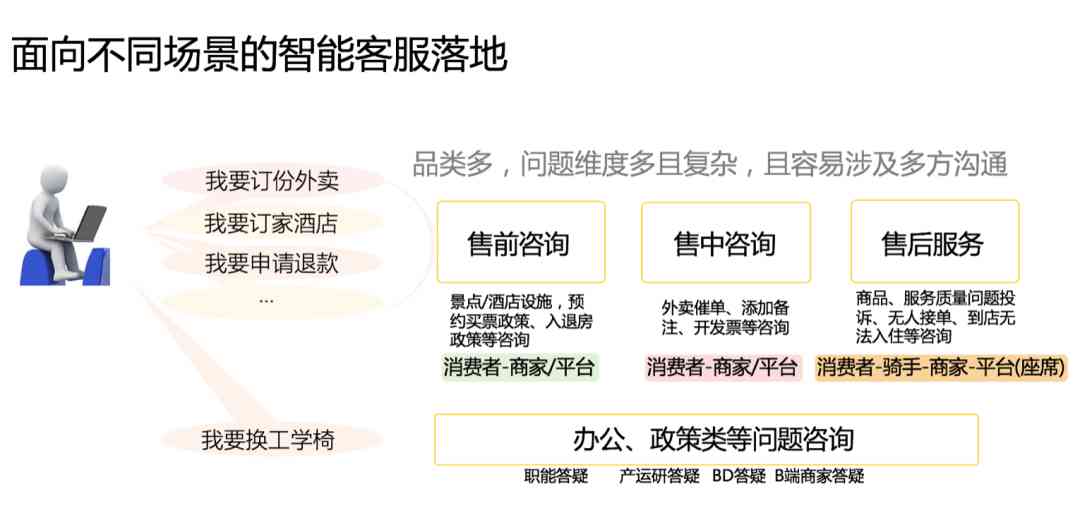 面向不同场景的智能客服落地
品类多，问题维度多且复杂，且容易涉及多方沟通
我要订份外卖
我要订家酒店
我要申请退款
...
我要换工学椅
售前咨询
景点/酒店设施，预
约买票政策、入退房
政策等咨询
消费者-商家/平台
售中咨询
外卖催单、添加备
注、开发票等咨询
消费者-商家/平台
售后服务
商品、服务质量问题投
诉、无人接单、到店无
法入住等咨询
消费者-骑手-商家-平台(座席)
办公、政策类等问题咨询
职能答疑 产运研答疑 BD答疑 B端商家答疑